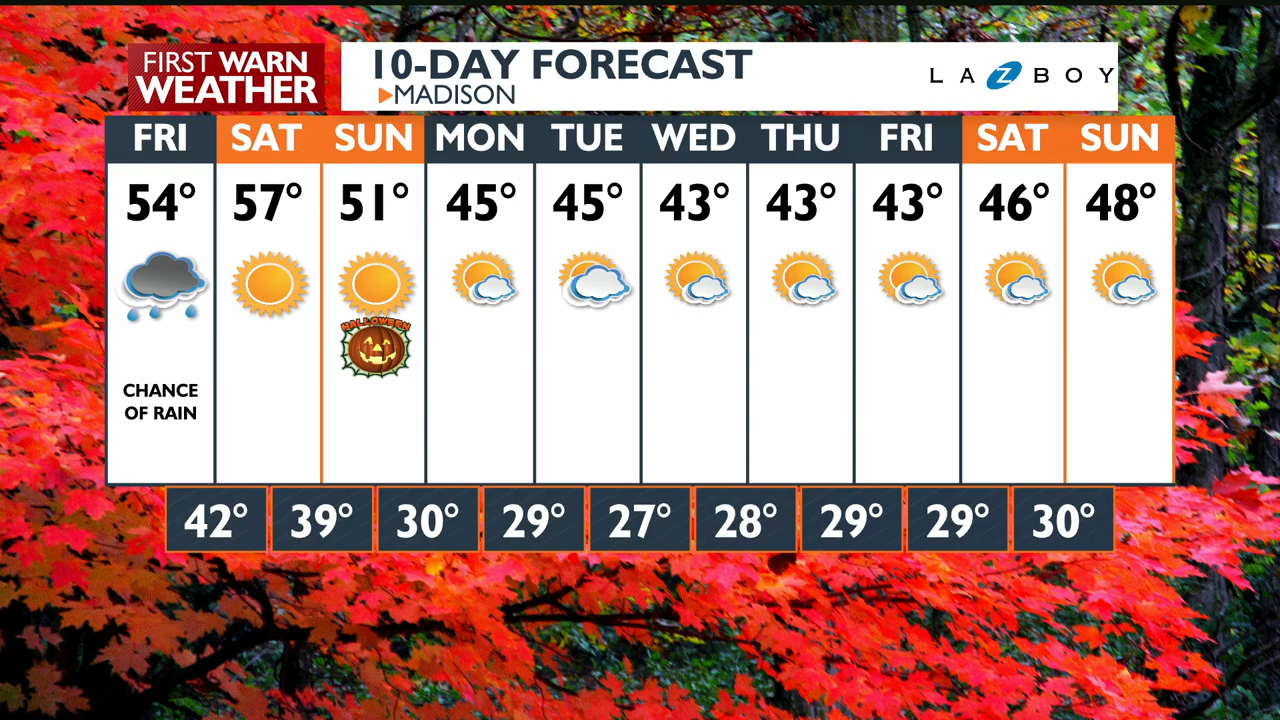 FIRST WARN
WEATHER
10-DAY FORECAST
MADISON
LA Z BOY
FRI SAT SUN MON TUE WED THU FRI SAT SUN
54° 57° 51° 45° 45° 43° 43° 43° 46° 48°
HALLOWEEN
CHANCE
OF RAIN
42° 39° 30° 29° 27° 28° 29° 29° 30°